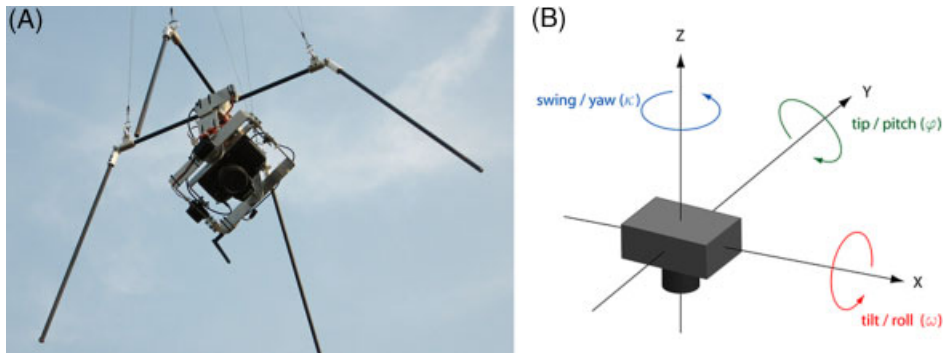 (A)
(B)
Z
swing / yaw (κ)
Y
tip / pitch (φ)
X
tilt / roll (ω)